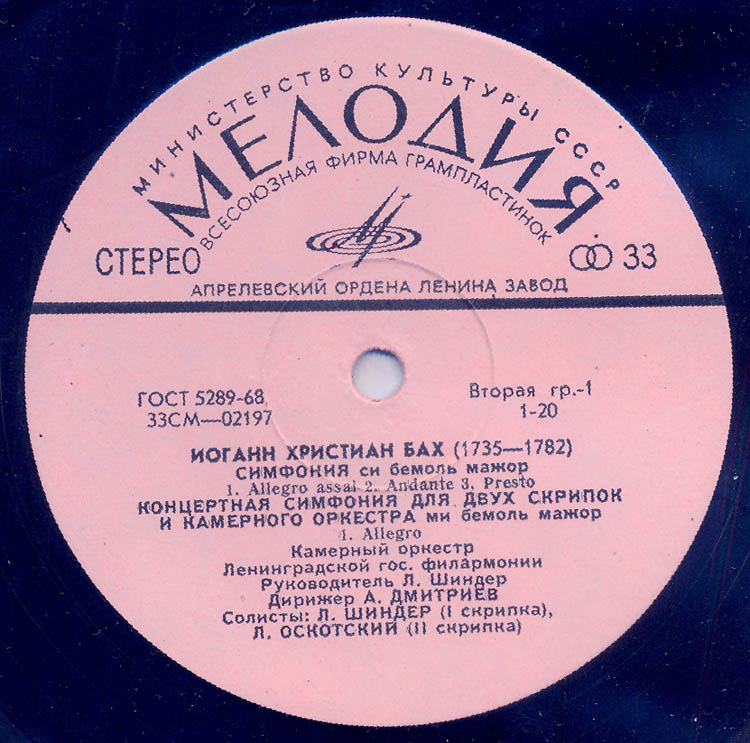 МИНИСТЕРСТВО КУЛЬТУРЫ СССР
МЕЛОДИЯ
ВСЕСОЮЗНАЯ ФИРМА ГРАМПЛАСТИНОК
СТЕРЕО
33
АПРЕЛЕВСКИЙ ОРДЕНА ЛЕНИНА ЗАВОД
ГОСТ 5289-68
Вторая гр.-1
33СМ—02197
1-20
ИОГАНН ХРИСТИАН БАХ (1735—1782)
СИМФОНИЯ си бемоль мажор
1. Allegro assai 2. Andante 3. Presto
КОНЦЕРТНАЯ СИМФОНИЯ ДЛЯ ДВУХ СКРИПОК
И КАМЕРНОГО ОРКЕСТРА ми бемоль мажор
1. Allegro
Камерный оркестр
Ленинградской гос. филармонии
Руководитель Л. Шиндер
Дирижер А. ДМИТРИЕВ
Солисты: Л. ШИНДЕР (I скрипка),
Л. ОСКОТСКИЙ (II скрипка)